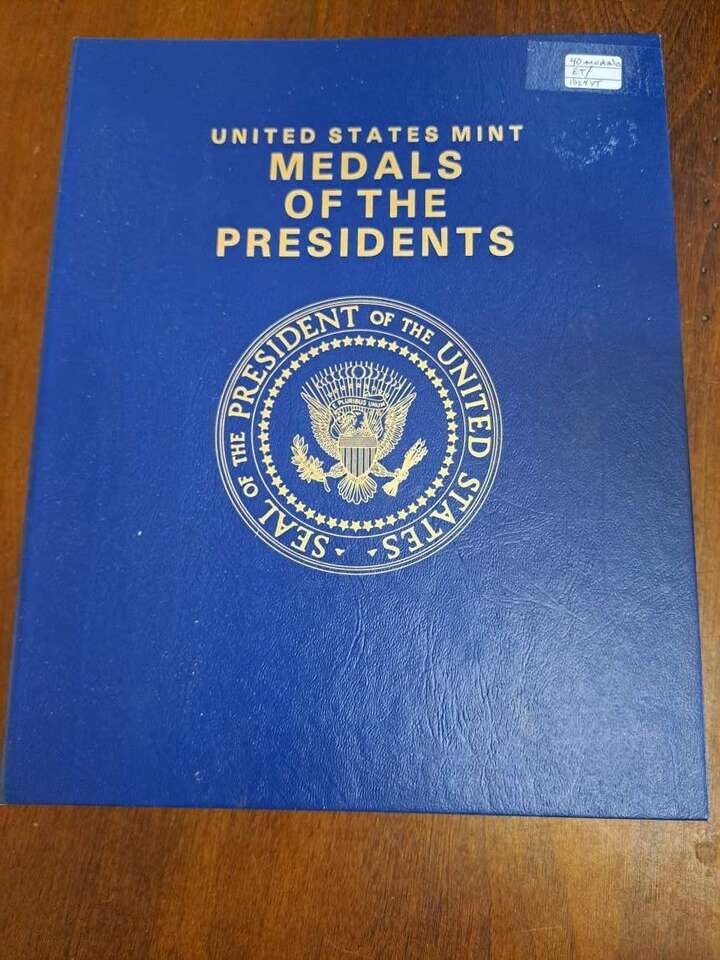 40 medals
ET/
UNITED STATES MINT
MEDALS
OF THE
PRESIDENTS
SEAL OF THE PRESIDENT OF THE UNITED STATES
E PLURIBUS UNUM